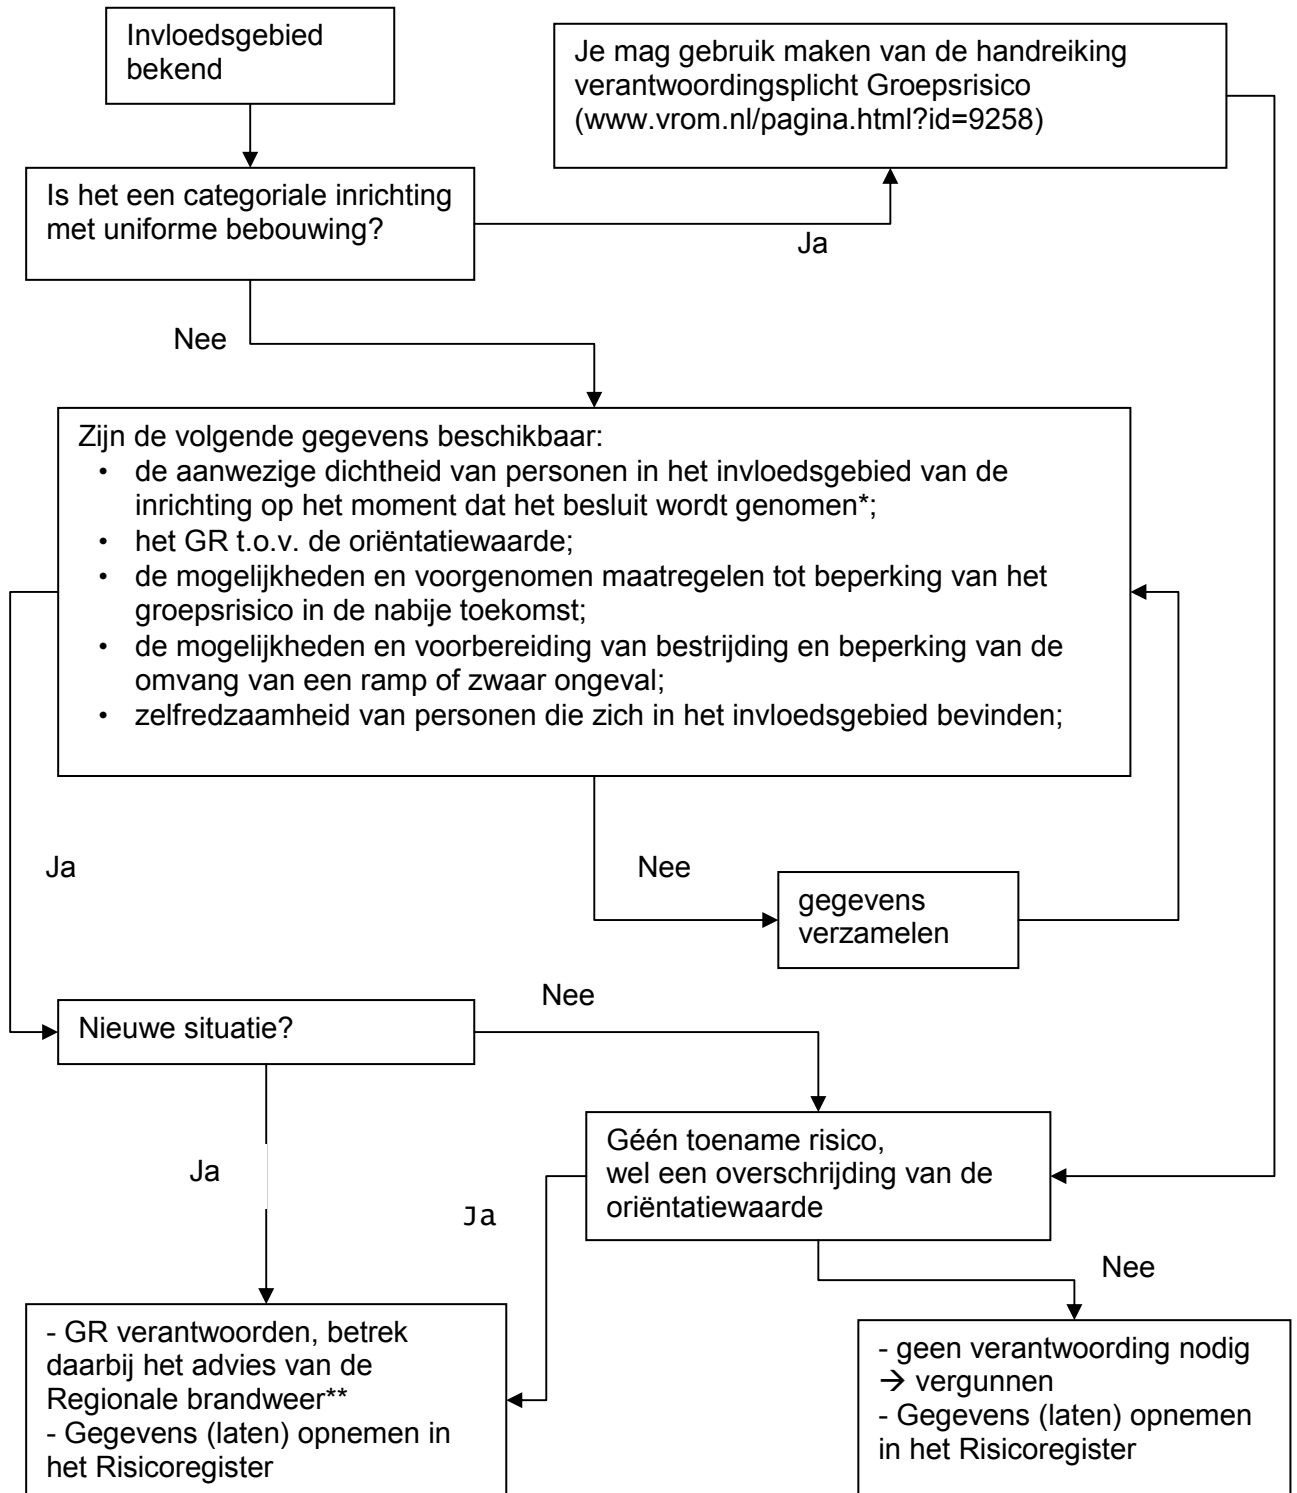 Invloedsgebied
bekend
Je mag gebruik maken van de handreiking
verantwoordingsplicht Groepsrisico
(www.vrom.nl/pagina.html?id=9258)
Is het een categoriale inrichting
met uniforme bebouwing?
Ja
Nee
Zijn de volgende gegevens beschikbaar:
• de aanwezige dichtheid van personen in het invloedsgebied van de
inrichting op het moment dat het besluit wordt genomen*;
• het GR t.o.v. de oriëntatiewaarde;
• de mogelijkheden en voorgenomen maatregelen tot beperking van het
groepsrisico in de nabije toekomst;
• de mogelijkheden en voorbereiding van bestrijding en beperking van de
omvang van een ramp of zwaar ongeval;
• zelfredzaamheid van personen die zich in het invloedsgebied bevinden;
Ja
Nee
gegevens
verzamelen
Nee
Nieuwe situatie?
Géén toename risico,
wel een overschrijding van de
oriëntatiewaarde
Ja
Ja
Nee
- GR verantwoorden, betrek
daarbij het advies van de
Regionale brandweer**
- Gegevens (laten) opnemen in
het Risicoregister
- geen verantwoording nodig
→ vergunnen
- Gegevens (laten) opnemen
in het Risicoregister